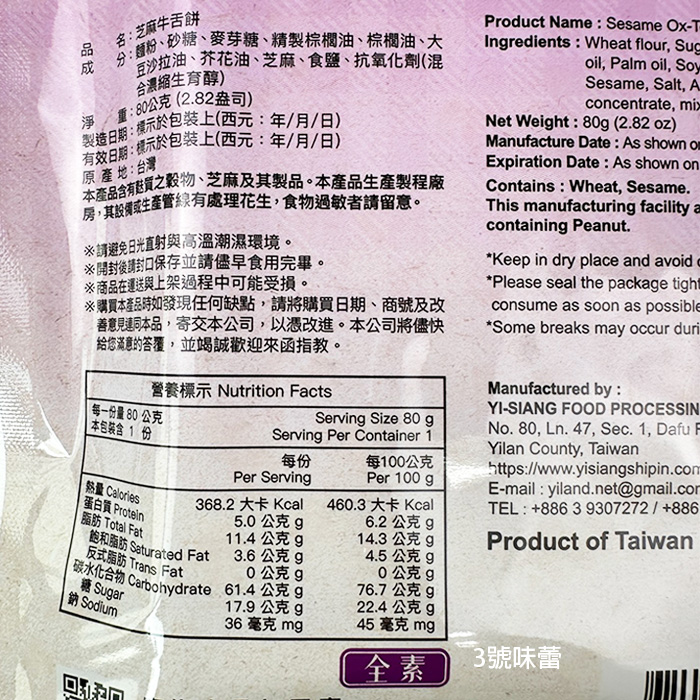 品　　名：芝麻牛舌餅
成　　分：麵粉、砂糖、麥芽糖、精製棕櫚油、棕櫚油、大
豆沙拉油、芥花油、芝麻、食鹽、抗氧化劑(混
合濃縮生育醇)
淨　　重：80公克 (2.82盎司)
製造日期：標示於包裝上(西元：年/月/日)
有效日期：標示於包裝上(西元：年/月/日)
原 產 地：台灣
本產品含有麩質之穀物、芝麻及其製品。本產品生產製程廠
房，其設備或生產管線有處理花生，食物過敏者請留意。
※請避免日光直射與高溫潮濕環境。
※開封後請封口保存並請儘早食用完畢。
※商品在運送與上架過程中可能受損。
※購買本產品時如發現任何缺點，請將購買日期、商號及改
善意見連同本品，寄交本公司，以憑改進。本公司將儘快
給您滿意的答覆，並竭誠歡迎來函指教。
營養標示 Nutrition Facts
每一份量 80 公克 Serving Size 80 g
本包裝含 1 份 Serving Per Container 1
每份 每100公克
Per Serving Per 100 g
熱量 Calories 368.2 大卡 Kcal 460.3 大卡 Kcal
蛋白質 Protein 5.0 公克 g 6.2 公克 g
脂肪 Total Fat 11.4 公克 g 14.3 公克 g
飽和脂肪 Saturated Fat 3.6 公克 g 4.5 公克 g
反式脂肪 Trans Fat 0 公克 g 0 公克 g
碳水化合物 Carbohydrate 61.4 公克 g 76.7 公克 g
糖 Sugar 17.9 公克 g 22.4 公克 g
鈉 Sodium 36 毫克 mg 45 毫克 mg
全素
Product Name : Sesame Ox-T
Ingredients : Wheat flour, Sug
oil, Palm oil, Soy
Sesame, Salt, A
concentrate, mix
Net Weight : 80g (2.82 oz)
Manufacture Date : As shown on
Expiration Date : As shown on
Contains : Wheat, Sesame.
This manufacturing facility a
containing Peanut.
*Keep in dry place and avoid
*Please seal the package tight
consume as soon as possible
*Some breaks may occur duri
Manufactured by :
YI-SIANG FOOD PROCESSIN
No. 80, Ln. 47, Sec. 1, Dafu
Yilan County, Taiwan
https://www.yisiangshipin.com
E-mail : yiland.net@gmail.com
TEL : +886 3 9307272 / +886
Product of Taiwan
3號味蕾